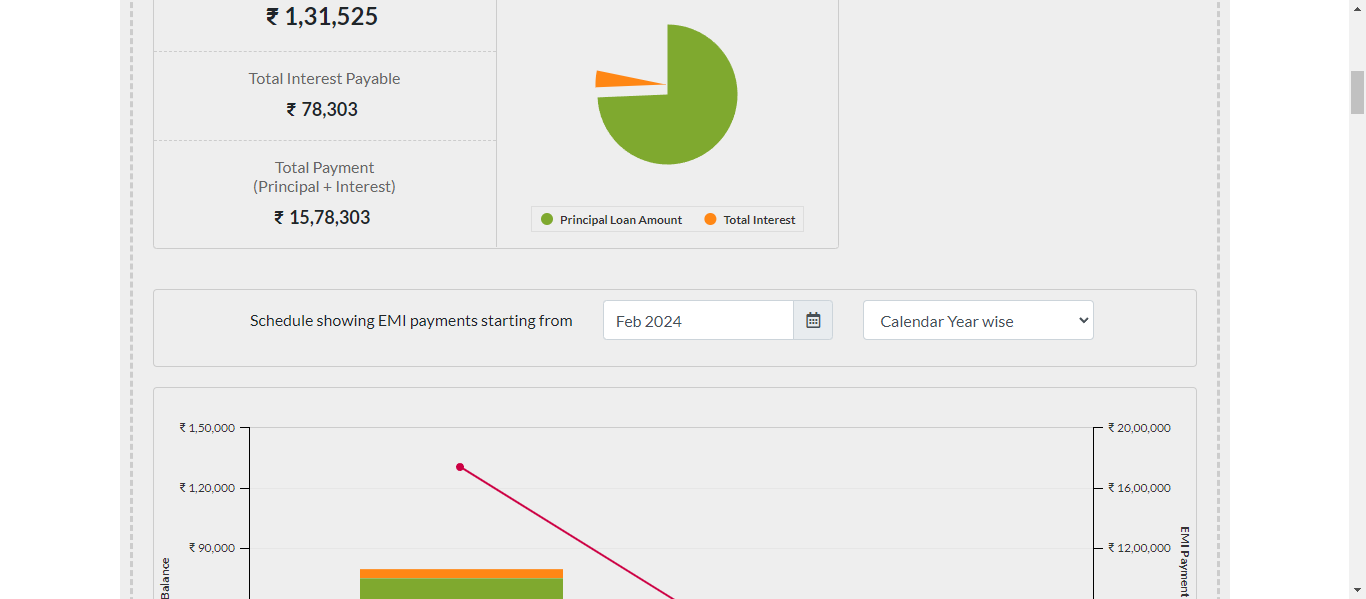 ₹ 1,31,525
Total Interest Payable
₹ 78,303
Total Payment
(Principal + Interest)
₹ 15,78,303
Principal Loan Amount
Total Interest
Schedule showing EMI payments starting from
Feb 2024
Calendar Year wise
₹ 1,50,000
₹ 20,00,000
₹ 1,20,000
₹ 16,00,000
₹ 90,000
₹ 12,00,000
Balance
EMI Payment